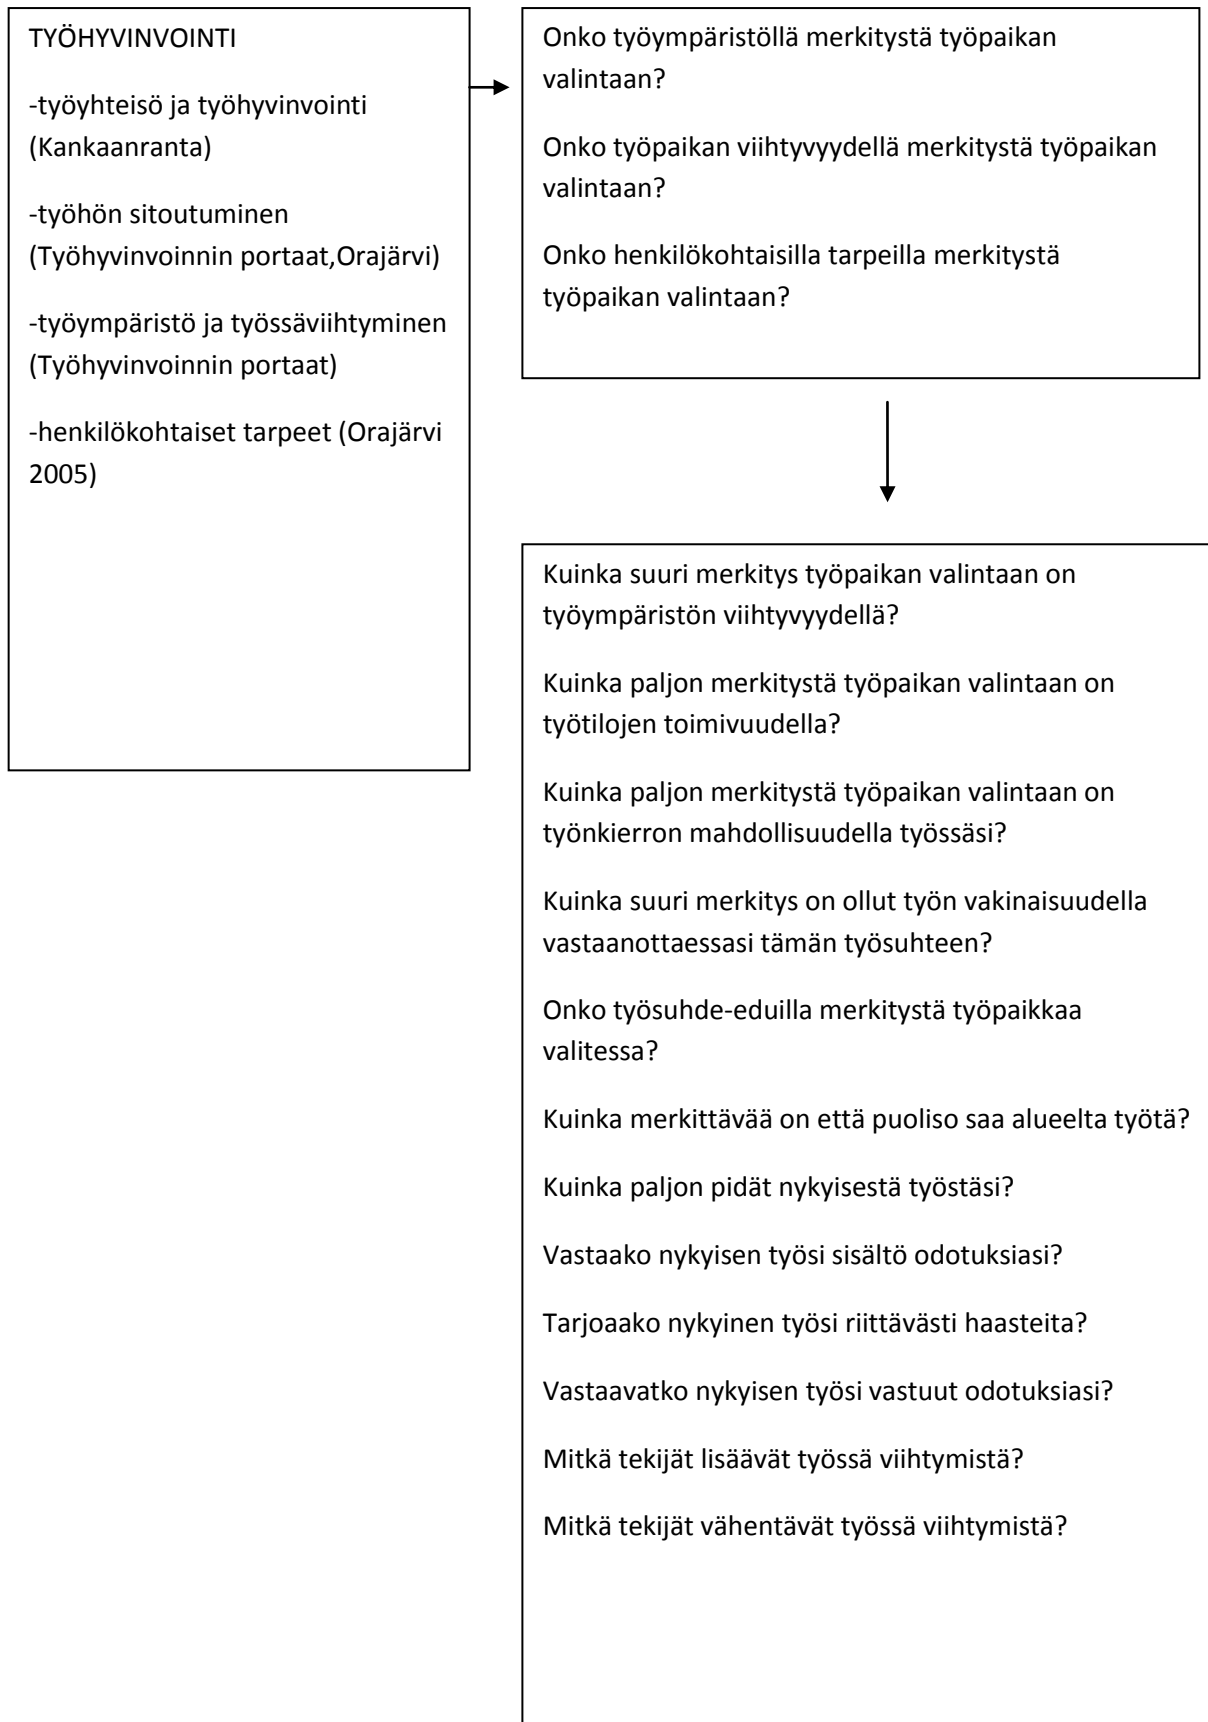 TYÖHYVINVOINTI
-työyhteisö ja työhyvinvointi
(Kankaanranta)
-työhön sitoutuminen
(Työhyvinvoinnin portaat,Orajärvi)
-työympäristö ja työssäviihtyminen
(Työhyvinvoinnin portaat)
-henkilökohtaiset tarpeet (Orajärvi
2005)
Onko työympäristöllä merkitystä työpaikan
valintaan?
Onko työpaikan viihtyvyydellä merkitystä työpaikan
valintaan?
Onko henkilökohtaisilla tarpeilla merkitystä
työpaikan valintaan?
Kuinka suuri merkitys työpaikan valintaan on
työympäristön viihtyvyydellä?
Kuinka paljon merkitystä työpaikan valintaan on
työtilojen toimivuudella?
Kuinka paljon merkitystä työpaikan valintaan on
työnkierron mahdollisuudella työssäsi?
Kuinka suuri merkitys on ollut työn vakinaisuudella
vastaanottaessasi tämän työsuhteen?
Onko työsuhde-eduilla merkitystä työpaikkaa
valitessa?
Kuinka merkittävää on että puoliso saa alueelta työtä?
Kuinka paljon pidät nykyisestä työstäsi?
Vastaako nykyisen työsi sisältö odotuksiasi?
Tarjoaako nykyinen työsi riittävästi haasteita?
Vastaavatko nykyisen työsi vastuut odotuksiasi?
Mitkä tekijät lisäävät työssä viihtymistä?
Mitkä tekijät vähentävät työssä viihtymistä?